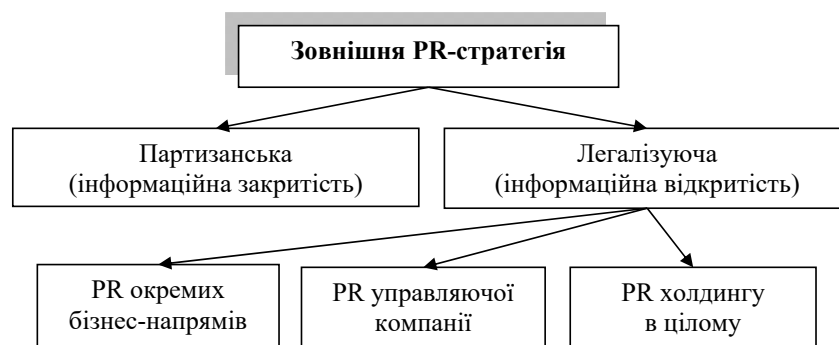 Зовнішня PR-стратегія
Партизанська
(інформаційна закритість)
Легалізуюча
(інформаційна відкритість)
PR окремих
бізнес-напрямів
PR управляючої
компанії
PR холдингу
в цілому